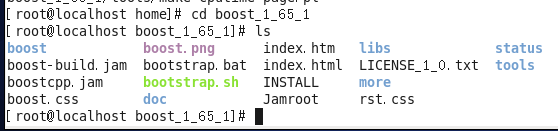 [root@localhost home]# cd boost_1_65_1
[root@localhost boost_1_65_1]# ls
boost boost.png index.htm libs status
boost-build.jam bootstrap.bat index.html LICENSE_1_0.txt tools
boostcpp.jam bootstrap.sh INSTALL more
boost.css doc Jamroot rst.css
[root@localhost boost_1_65_1]#